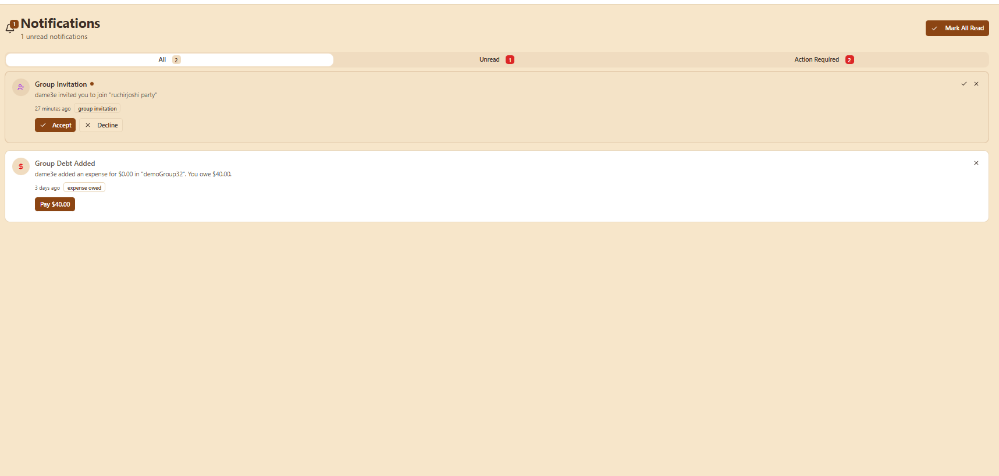 1
Notifications
1 unread notifications
Mark All Read
All 2
Unread 1
Action Required 2
Group Invitation
dame3e invited you to join "ruchirjoshi party"
27 minutes ago group invitation
Accept Decline
Group Debt Added
dame3e added an expense for $0.00 in "demoGroup32". You owe $40.00.
3 days ago expense owed
Pay $40.00